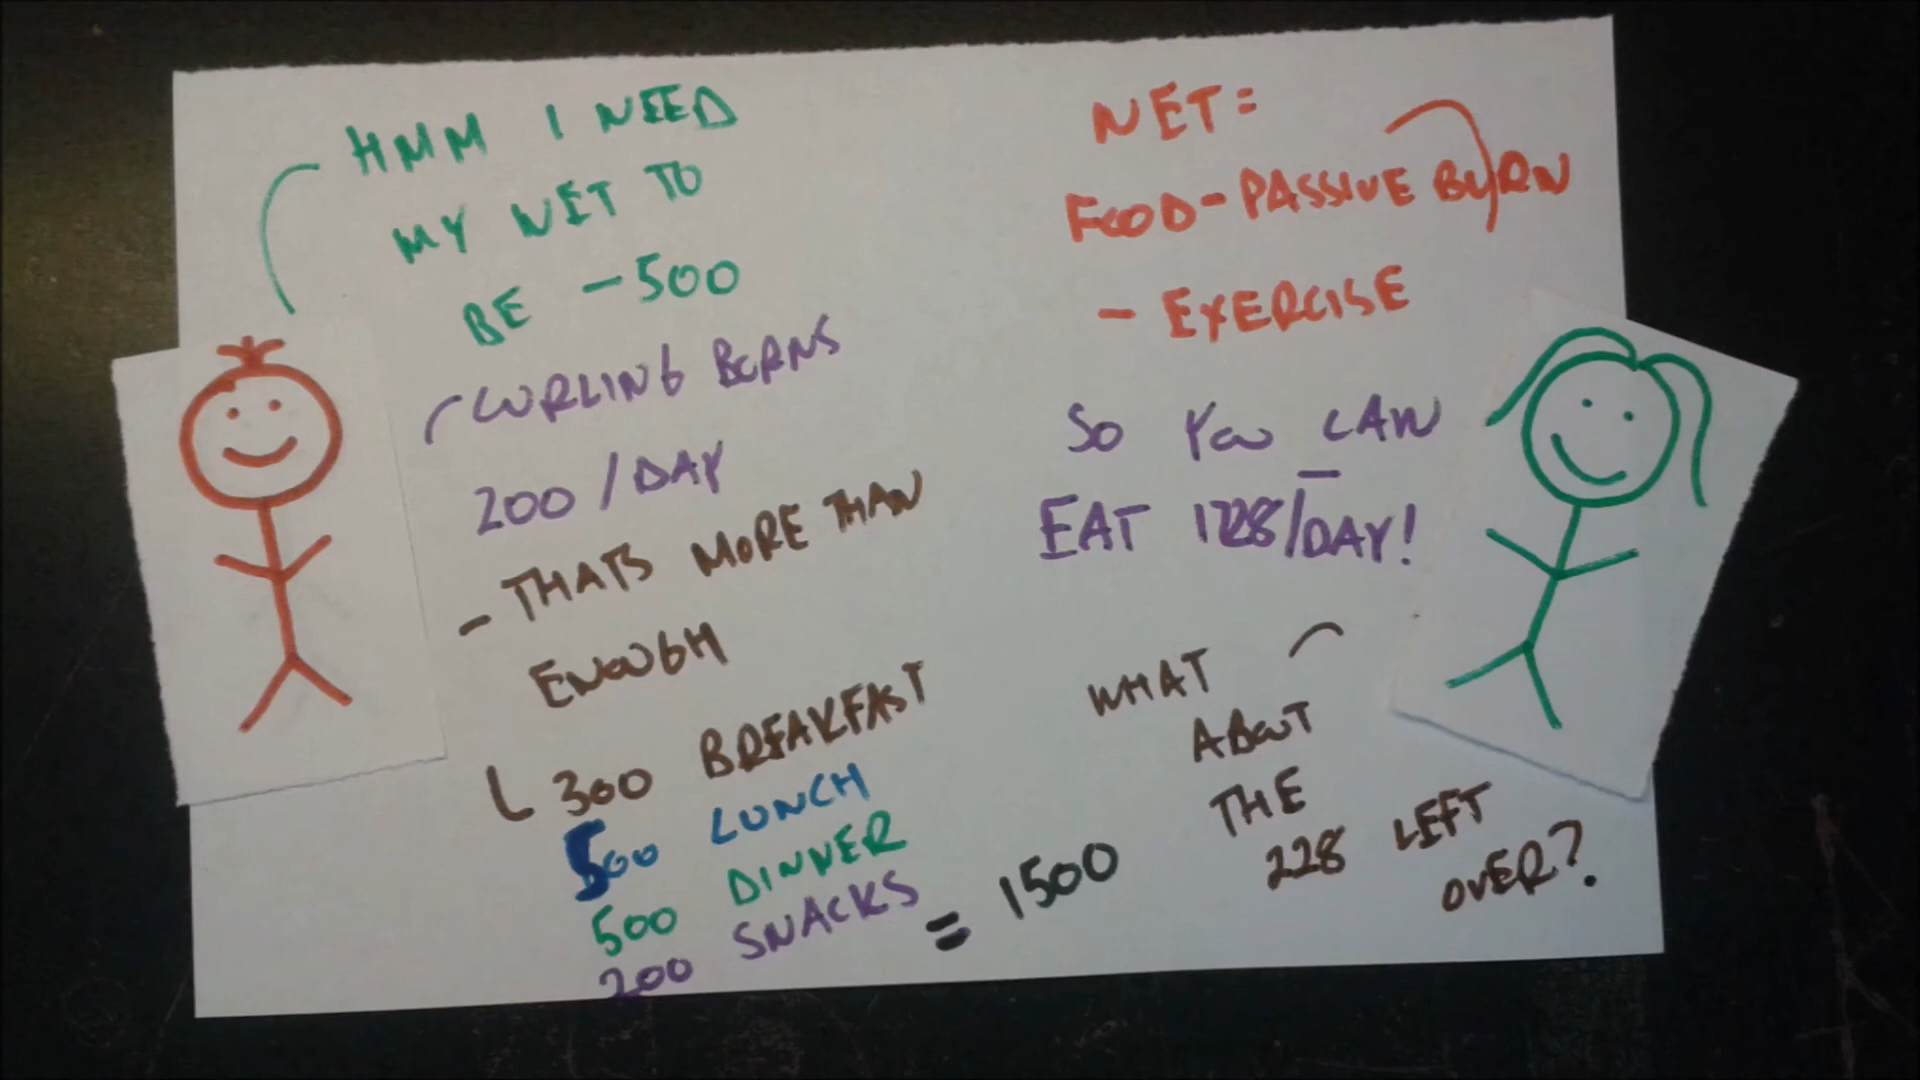 HMM I NEED
MY NET TO
BE -500
CURLING BURNS
200/DAY
- THATS MORE THAN
ENOUGH
300 BREAKFAST
500 LUNCH
500 DINNER
200 SNACKS
= 1500
NET=
FOOD-PASSIVE BURN
- EXERCISE
SO YOU CAN
EAT 1728/DAY!
WHAT
ABOUT
THE
228 LEFT
OVER?